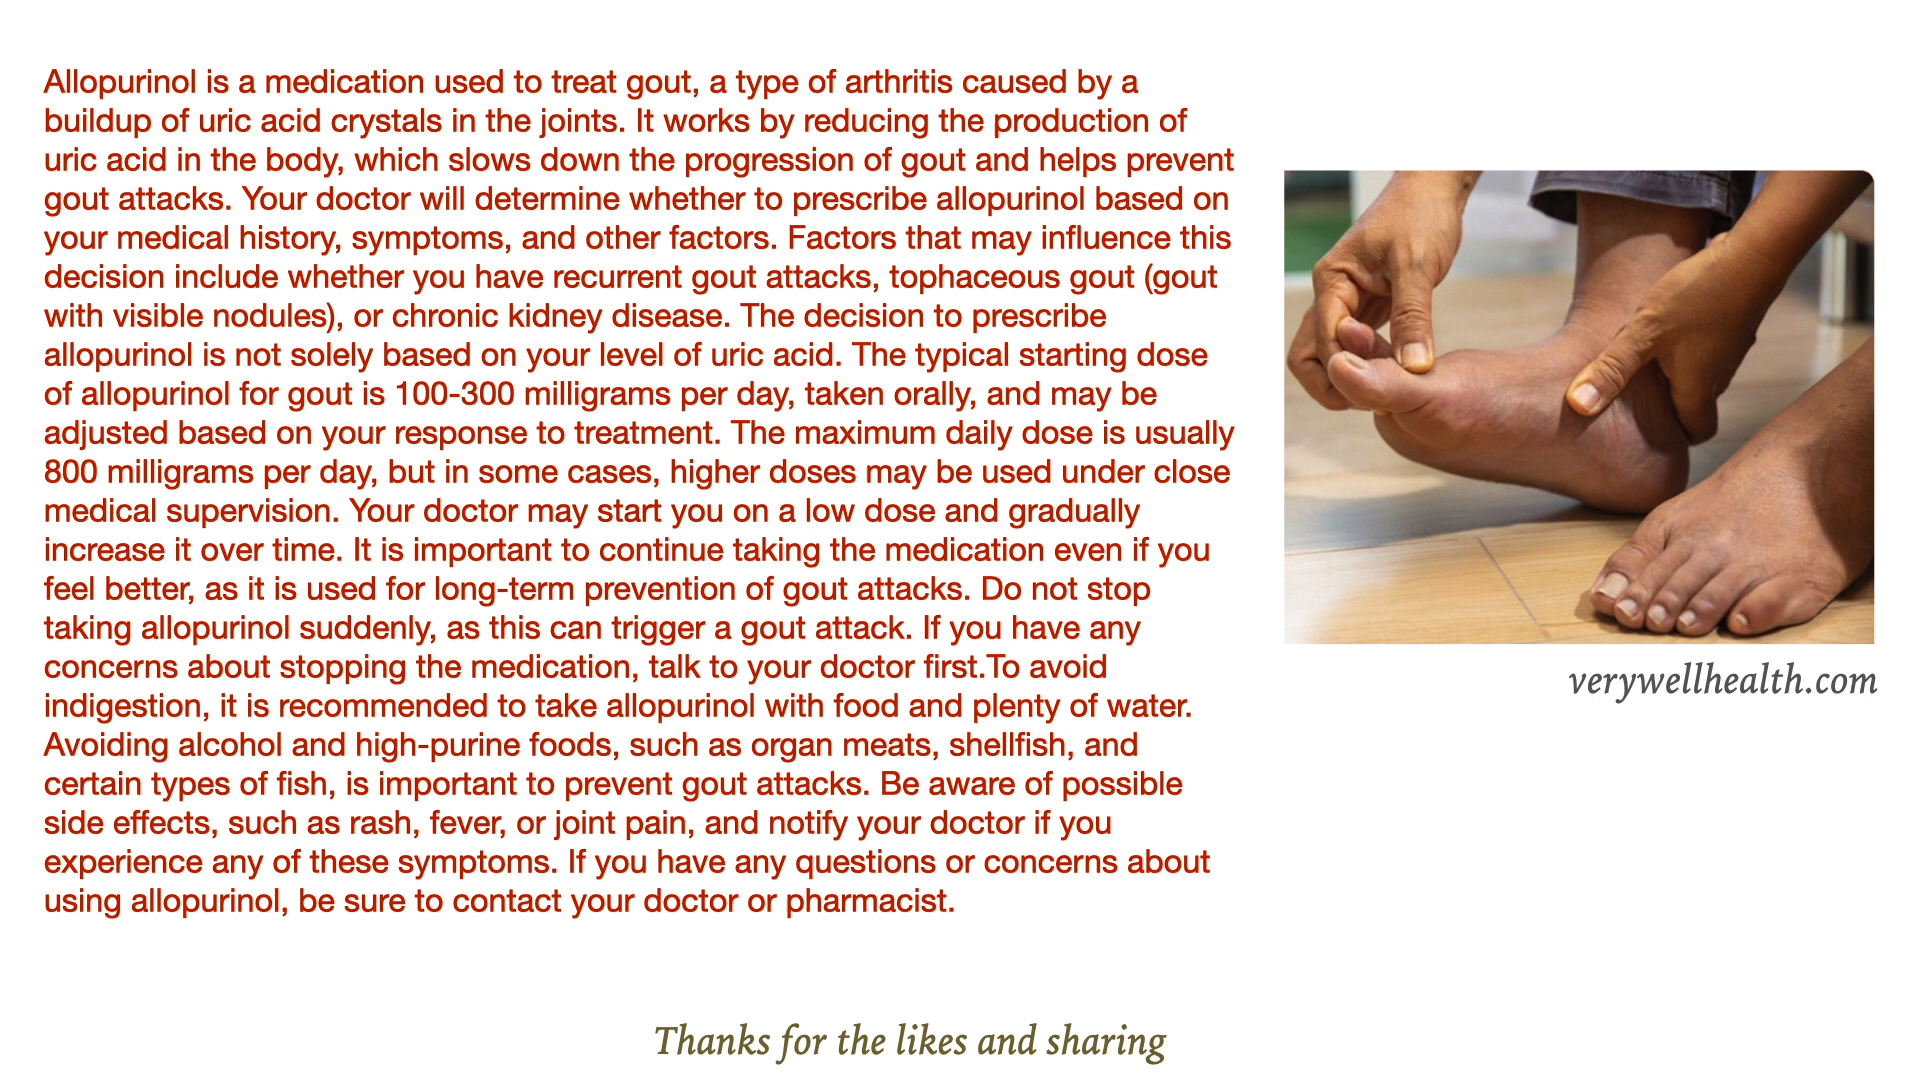 Allopurinol is a medication used to treat gout, a type of arthritis caused by a
buildup of uric acid crystals in the joints. It works by reducing the production of
uric acid in the body, which slows down the progression of gout and helps prevent
gout attacks. Your doctor will determine whether to prescribe allopurinol based on
your medical history, symptoms, and other factors. Factors that may influence this
decision include whether you have recurrent gout attacks, tophaceous gout (gout
with visible nodules), or chronic kidney disease. The decision to prescribe
allopurinol is not solely based on your level of uric acid. The typical starting dose
of allopurinol for gout is 100-300 milligrams per day, taken orally, and may be
adjusted based on your response to treatment. The maximum daily dose is usually
800 milligrams per day, but in some cases, higher doses may be used under close
medical supervision. Your doctor may start you on a low dose and gradually
increase it over time. It is important to continue taking the medication even if you
feel better, as it is used for long-term prevention of gout attacks. Do not stop
taking allopurinol suddenly, as this can trigger a gout attack. If you have any
concerns about stopping the medication, talk to your doctor first.To avoid
indigestion, it is recommended to take allopurinol with food and plenty of water.
Avoiding alcohol and high-purine foods, such as organ meats, shellfish, and
certain types of fish, is important to prevent gout attacks. Be aware of possible
side effects, such as rash, fever, or joint pain, and notify your doctor if you
experience any of these symptoms. If you have any questions or concerns about
using allopurinol, be sure to contact your doctor or pharmacist.
verywellhealth.com
Thanks for the likes and sharing